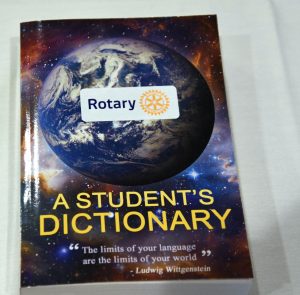 Rotary
A STUDENT'S
DICTIONARY
“ The limits of your language
are the limits of your world ”
- Ludwig Wittgenstein